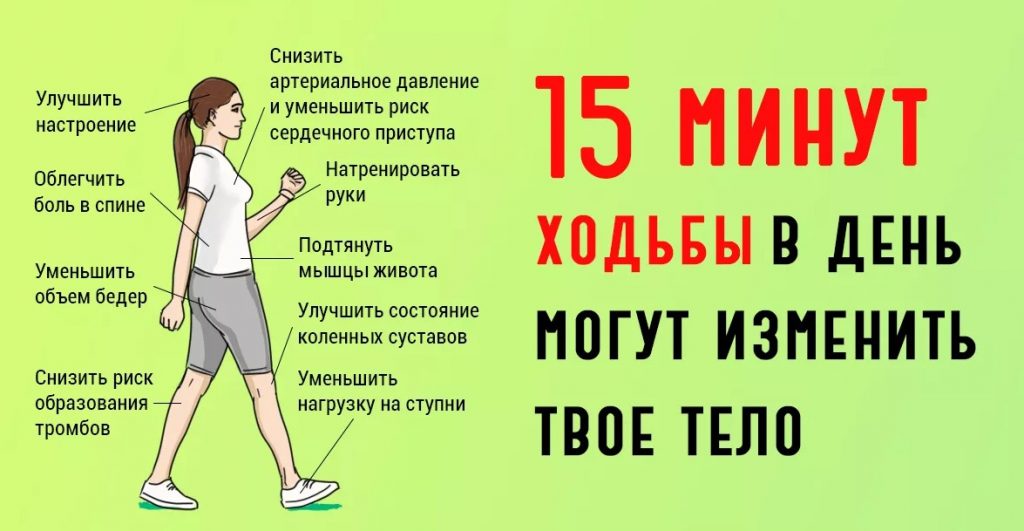 Улучшить
настроение
Облегчить
боль в спине
Уменьшить
объем бедер
Снизить риск
образования
тромбов
Снизить
артериальное давление
и уменьшить риск
сердечного приступа
Натренировать
руки
Подтянуть
мышцы живота
Улучшить состояние
коленных суставов
Уменьшить
нагрузку на ступни
15 МИНУТ
ХОДЬБЫ В ДЕНЬ
МОГУТ ИЗМЕНИТЬ
ТВОЕ ТЕЛО